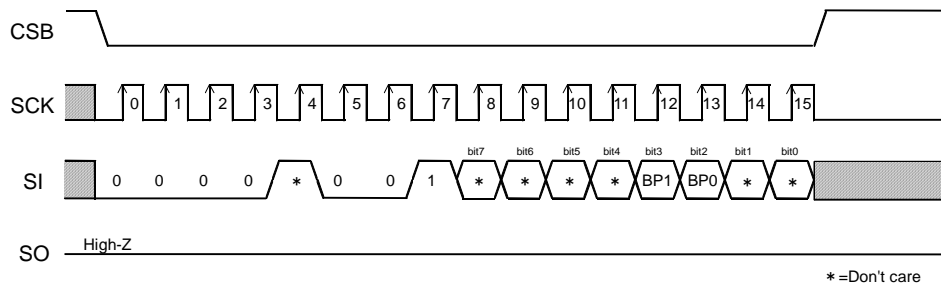 CSB
SCK 0 1 2 3 4 5 6 7 8 9 10 11 12 13 14 15
bit7 bit6 bit5 bit4 bit3 bit2 bit1 bit0
SI 0 0 0 0 * 0 0 1 * * * * BP1 BP0 * *
SO High-Z
*=Don't care